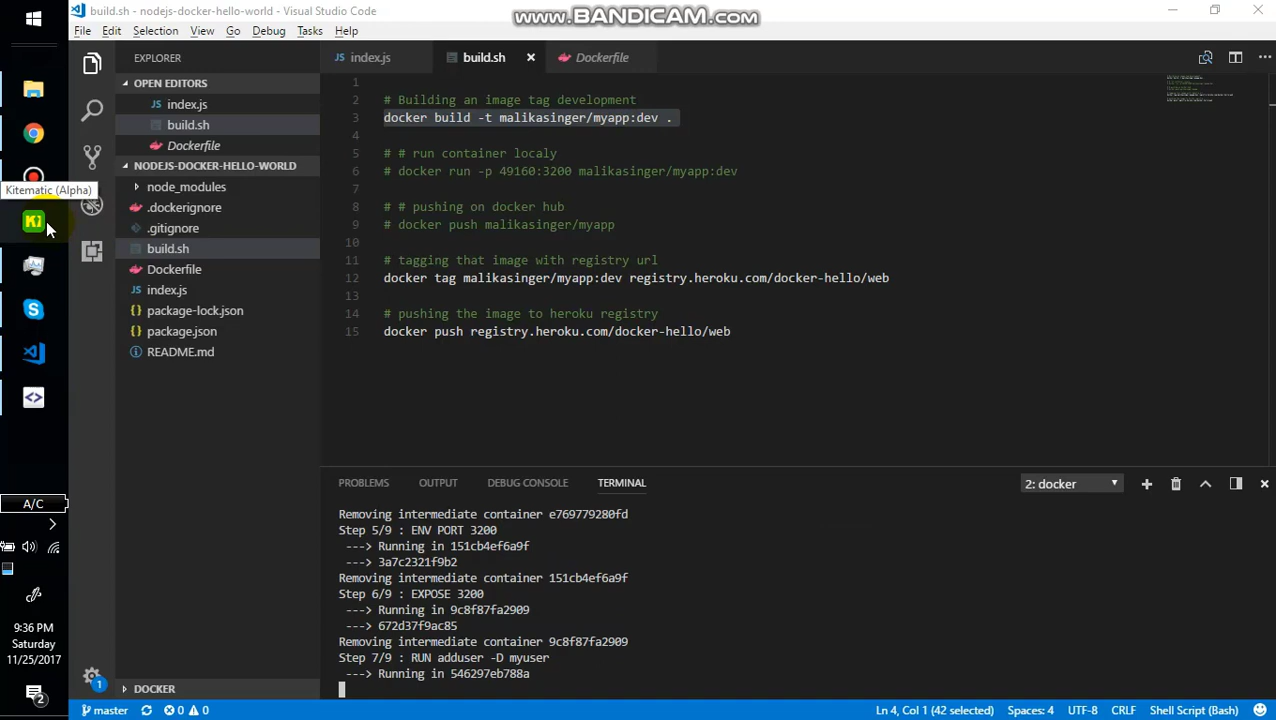 build.sh - nodejs-docker-hello-world - Visual Studio Code
www.BANDICAM.com
File Edit Selection View Go Debug Tasks Help
EXPLORER
OPEN EDITORS
JS index.js
build.sh
Dockerfile
NODEJS-DOCKER-HELLO-WORLD
node_modules
.dockerignore
.gitignore
build.sh
Dockerfile
JS index.js
{} package-lock.json
{} package.json
README.md
DOCKER
Kitematic (Alpha)
A/C
9:36 PM
Saturday
11/25/2017
2
1
JS index.js build.sh Dockerfile
1
2 # Building an image tag development
3 docker build -t malikasinger/myapp:dev .
4
5 # # run container localy
6 # docker run -p 49160:3200 malikasinger/myapp:dev
7
8 # # pushing on docker hub
9 # docker push malikasinger/myapp
10
11 # tagging that image with registry url
12 docker tag malikasinger/myapp:dev registry.heroku.com/docker-hello/web
13
14 # pushing the image to heroku registry
15 docker push registry.heroku.com/docker-hello/web
PROBLEMS OUTPUT DEBUG CONSOLE TERMINAL 2: docker
Removing intermediate container e769779280fd
Step 5/9 : ENV PORT 3200
---> Running in 151cb4ef6a9f
---> 3a7c2321f9b2
Removing intermediate container 151cb4ef6a9f
Step 6/9 : EXPOSE 3200
---> Running in 9c8f87fa2909
---> 672d37f9ac85
Removing intermediate container 9c8f87fa2909
Step 7/9 : RUN adduser -D myuser
---> Running in 546297eb788a
master 0 0 Ln 4, Col 1 (42 selected) Spaces: 4 UTF-8 CRLF Shell Script (Bash)